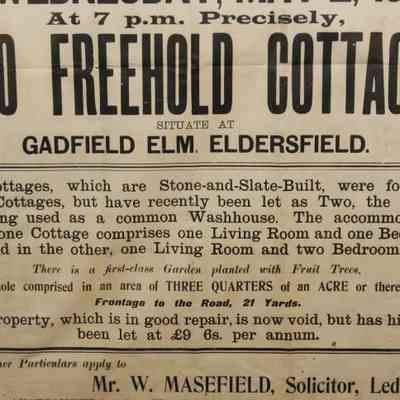 At 7 p.m. Precisely,
O FREEHOLD COTTAG
SITUATE AT
GADFIELD ELM, ELDERSFIELD.
ottages, which are Stone-and-Slate-Built, were fo
Cottages, but have recently been let as Two, the
ng used as a common Washhouse. The accommo
one Cottage comprises one Living Room and one Be
d in the other, one Living Room and two Bedroom
There is a first-class Garden planted with Fruit Trees,
ole comprised in an area of THREE QUARTERS of an ACRE or there
Frontage to the Road, 21 Yards.
roperty, which is in good repair, is now void, but has hi
been let at £9 6s. per annum.
her Particulars apply to
Mr. W. MASEFIELD, Solicitor, Led